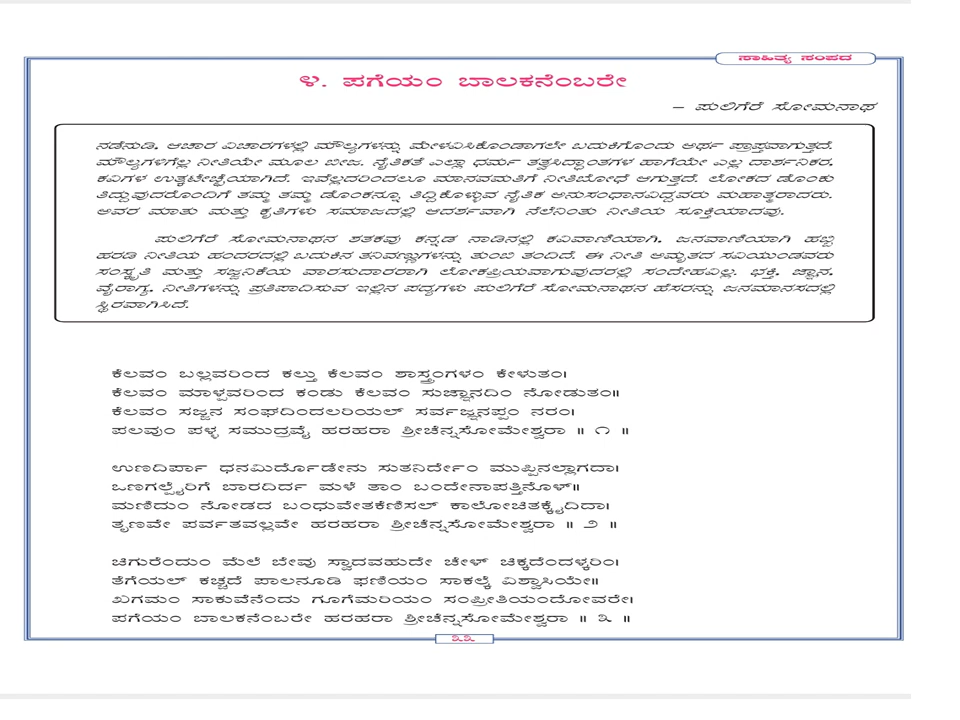 ಸಾಹಿತ್ಯ ಸಂಪದ
೪. ಪಗೆಯಂ ಬಾಲಕನೆಂಬರೇ
– ಪುಲಿಗೆರೆ ಸೋಮನಾಥ
ನಡೆನುಡಿ, ಆಚಾರ ವಿಚಾರಗಳಲ್ಲಿ ಮೌಲ್ಯಗಳನ್ನು ಮೇಳವಿಸಿಕೊಂಡಾಗಲೇ ಬದುಕಿಗೊಂದು ಅರ್ಥ ಪ್ರಾಪ್ತವಾಗುತ್ತದೆ.
ಮೌಲ್ಯಗಳಿಗೆಲ್ಲ ನೀತಿಯೇ ಮೂಲ ಬೀಜ. ನೈತಿಕತೆ ಎಲ್ಲಾ ಧರ್ಮ ತತ್ವಸಿದ್ಧಾಂತಗಳ ಹಾಗೆಯೇ ಎಲ್ಲ ದಾರ್ಶನಿಕರ,
ಕವಿಗಳ ಉತ್ಕಟೇಚ್ಛೆಯಾಗಿದೆ. ಇವೆಲ್ಲದರಿಂದಲೂ ಮಾನವಮತಿಗೆ ನೀತಿಬೋಧೆ ಆಗುತ್ತದೆ. ಲೋಕದ ಡೊಂಕು
ತಿದ್ದುವುದರೊಂದಿಗೆ ತಮ್ಮ ತಮ್ಮ ಡೊಂಕನ್ನೂ ತಿದ್ದಿಕೊಳ್ಳುವ ನೈತಿಕ ಅನುಸಂಧಾನವಿದ್ದವರು ಮಹಾತ್ಮರಾದರು.
ಅವರ ಮಾತು ಮತ್ತು ಕೃತಿಗಳು ಸಮಾಜದಲ್ಲಿ ಆದರ್ಶವಾಗಿ ನೆಲೆನಿಂತು ನೀತಿಯ ಸೂಕ್ತಿಯಾದವು.
ಪುಲಿಗೆರೆ ಸೋಮನಾಥನ ಶತಕವು ಕನ್ನಡ ನಾಡಿನಲ್ಲಿ ಕವಿವಾಣಿಯಾಗಿ, ಜನವಾಣಿಯಾಗಿ ಹಬ್ಬಿ
ಹರಡಿ ನೀತಿಯ ಹಂದರದಲ್ಲಿ ಬದುಕಿನ ತನಿವಣ್ಣುಗಳನ್ನು ತುಂಬಿ ತಂದಿದೆ. ಈ ನೀತಿ ಅಮೃತದ ಸವಿಯುಂಡವರು
ಸಂಸ್ಕೃತಿ ಮತ್ತು ಸಜ್ಜನಿಕೆಯ ವಾರಸುದಾರರಾಗಿ ಲೋಕಪ್ರಿಯವಾಗುವುದರಲ್ಲಿ ಸಂದೇಹವಿಲ್ಲ. ಭಕ್ತಿ, ಜ್ಞಾನ,
ವೈರಾಗ್ಯ, ನೀತಿಗಳನ್ನು ಪ್ರತಿಪಾದಿಸುವ ಇಲ್ಲಿನ ಪದ್ಯಗಳು ಪುಲಿಗೆರೆ ಸೋಮನಾಥನ ಹೆಸರನ್ನು ಜನಮಾನಸದಲ್ಲಿ
ಸ್ಥಿರವಾಗಿಸಿದೆ.
ಕೆಲವಂ ಬಲ್ಲವರಿಂದ ಕಲ್ತು ಕೆಲವಂ ಶಾಸ್ತ್ರಂಗಳಂ ಕೇಳುತಂ।
ಕೆಲವಂ ಮಾಳ್ಪವರಿಂದ ಕಂಡು ಕೆಲವಂ ಸುಜ್ಞಾನದಿಂ ನೋಡುತಂ॥
ಕೆಲವಂ ಸಜ್ಜನ ಸಂಘದಿಂದಲರಿಯಲ್ ಸರ್ವಜ್ಞನಪ್ಪಂ ನರಂ।
ಪಲವುಂ ಪಳ್ಳ ಸಮುದ್ರವೈ ಹರಹರಾ ಶ್ರೀಚೆನ್ನಸೋಮೇಶ್ವರಾ ॥ ೧ ॥
ಉಣದಿರ್ಪಾ ಧನಮಿರ್ದೊಡೇನು ಸುತನಿರ್ದೇಂ ಮುಪ್ಪಿನಲ್ಲಾಗದಾ।
ಒಣಗಲ್ಪೈರಿಗೆ ಬಾರದಿರ್ದ ಮಳೆ ತಾಂ ಬಂದೇನಾಪತ್ತಿನೊಳ್॥
ಮಣಿದುಂ ನೋಡದ ಬಂಧುವೇತಕೆಣಿಸಲ್ ಕಾಲೋಚಿತಕ್ಕೈದಿದಾ।
ತೃಣವೇ ಪರ್ವತವಲ್ಲವೇ ಹರಹರಾ ಶ್ರೀಚೆನ್ನಸೋಮೇಶ್ವರಾ ॥ ೨ ॥
ಚಿಗುರೆಂದುಂ ಮೆಲೆ ಬೇವು ಸ್ವಾದವಹುದೇ ಚೇಳ್ ಚಿಕ್ಕದೆಂದಳ್ಕರಿಂ।
ತೆಗೆಯಲ್ ಕಚ್ಚದೆ ಪಾಲನೂಡಿ ಫಣಿಯಂ ಸಾಕಲ್ಕೆ ವಿಶ್ವಾಸಿಯೇ॥
ಖಗಮಂ ಸಾಕುವೆನೆಂದು ಗೂಗೆಮರಿಯಂ ಸಂಪ್ರೀತಿಯಂದೋವರೇ।
ಪಗೆಯಂ ಬಾಲಕನೆಂಬರೇ ಹರಹರಾ ಶ್ರೀಚೆನ್ನಸೋಮೇಶ್ವರಾ ॥ ೩ ॥
೩೩